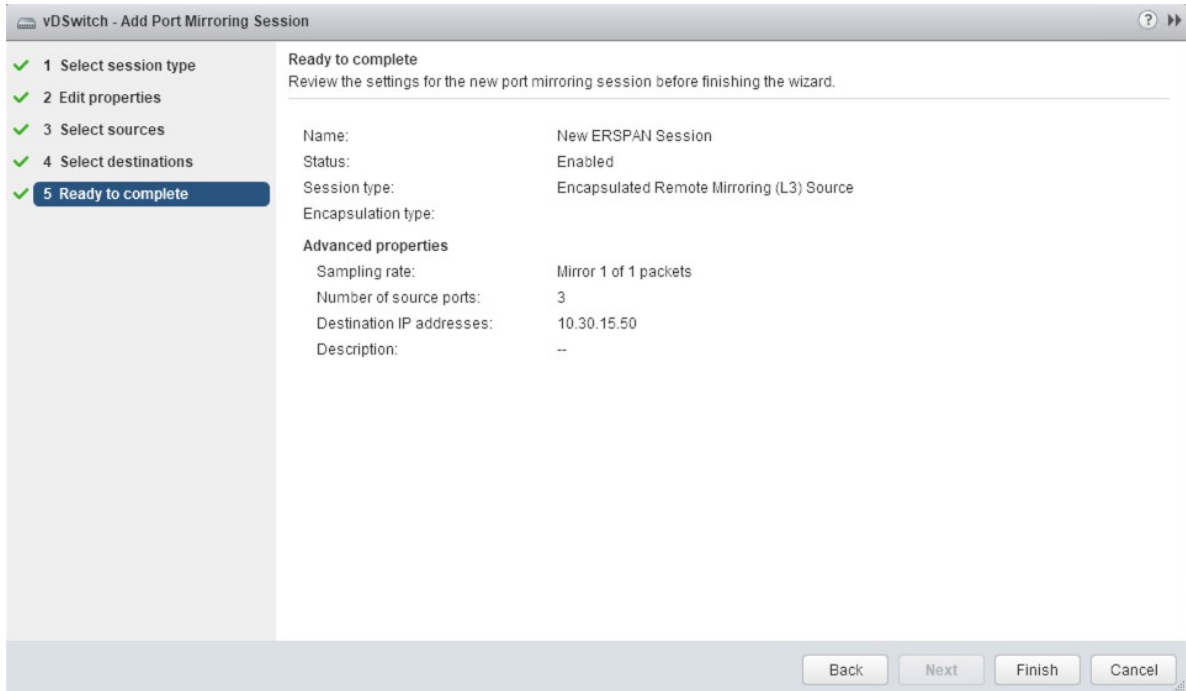 vDSwitch - Add Port Mirroring Session
?
1 Select session type
2 Edit properties
3 Select sources
4 Select destinations
5 Ready to complete
Ready to complete
Review the settings for the new port mirroring session before finishing the wizard.
Name: New ERSPAN Session
Status: Enabled
Session type: Encapsulated Remote Mirroring (L3) Source
Encapsulation type:
Advanced properties
Sampling rate: Mirror 1 of 1 packets
Number of source ports: 3
Destination IP addresses: 10.30.15.50
Description: --
Back Next Finish Cancel